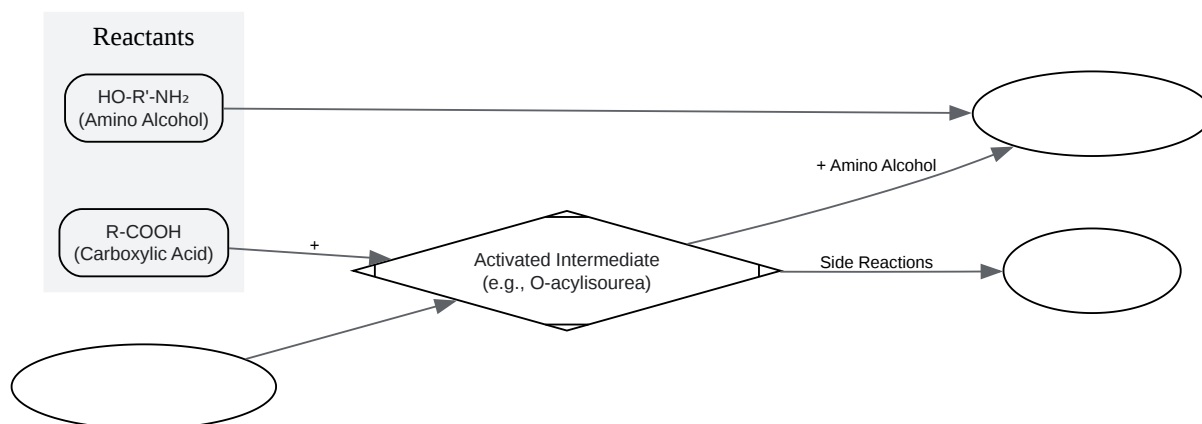 Reactants
HO-R'-NH₂
(Amino Alcohol)
+ Amino Alcohol
R-COOH
(Carboxylic Acid)
+
Activated Intermediate
(e.g., O-acylisourea)
Side Reactions